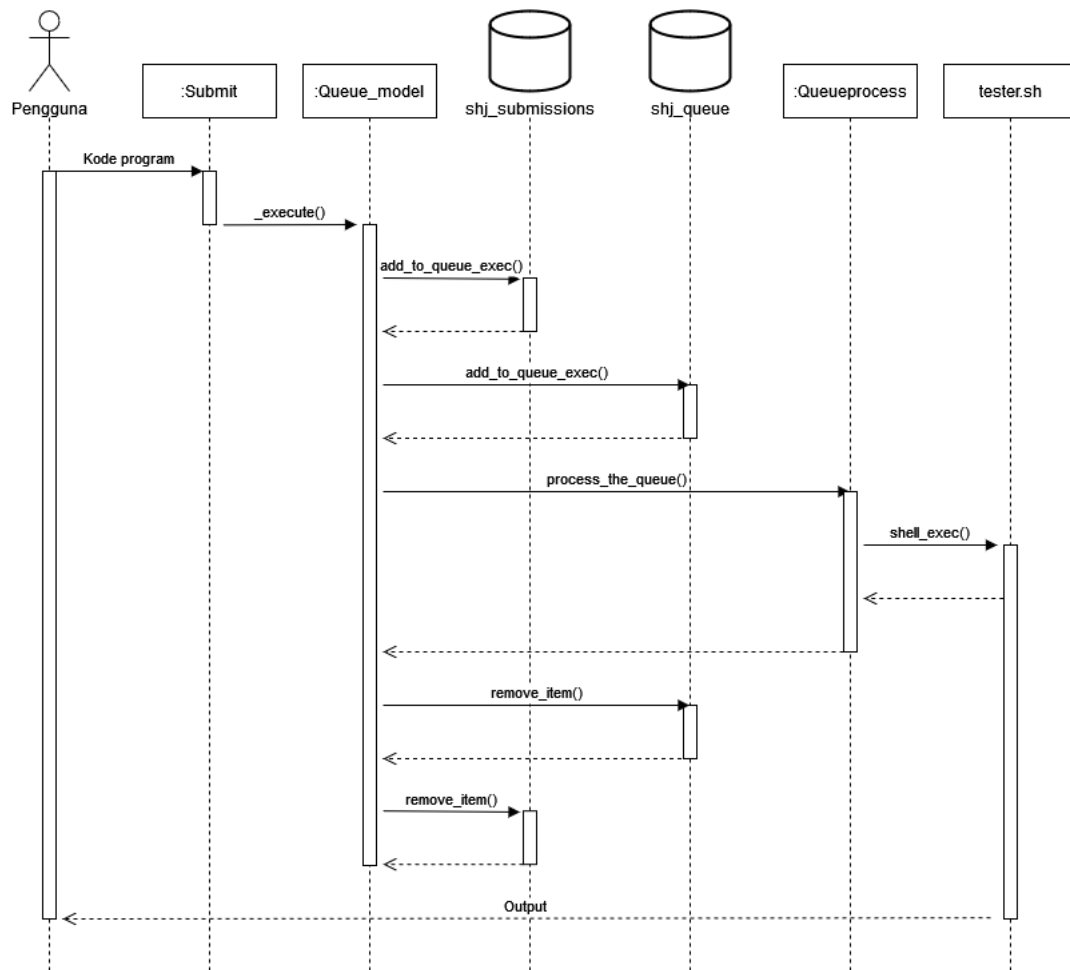 Pengguna
:Submit
:Queue_model
shj_submissions
shj_queue
:Queueprocess
tester.sh
Kode program
_execute()
add_to_queue_exec()
add_to_queue_exec()
process_the_queue()
shell_exec()
remove_item()
remove_item()
Output